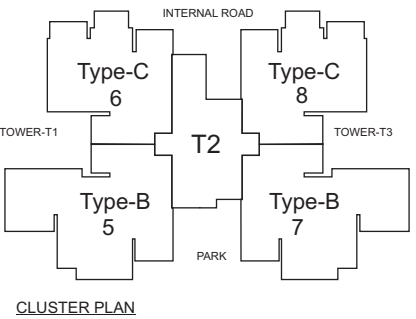 INTERNAL ROAD
Type-C
6
Type-C
8
TOWER-T1
T2
TOWER-T3
Type-B
5
Type-B
7
PARK
CLUSTER PLAN